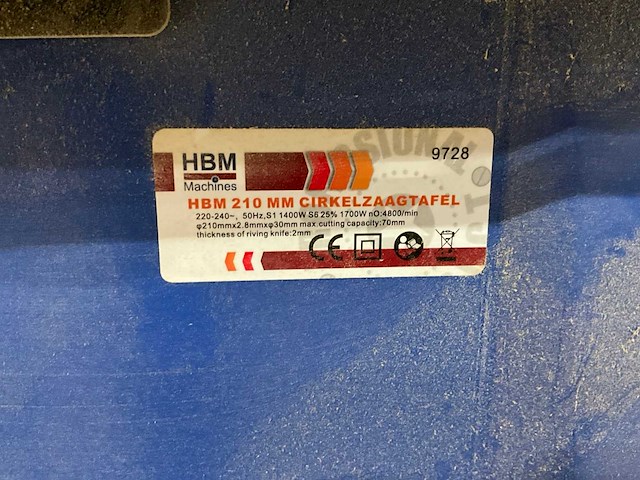 HBM
Machines
9728
HBM 210 MM CIRKELZAAGTAFEL
220-240~, 50Hz,S1 1400W S6 25% 1700W nO:4800/min
φ210mmx2.8mmxφ30mm max.cutting capacity:70mm
thickness of riving knife:2mm
CE